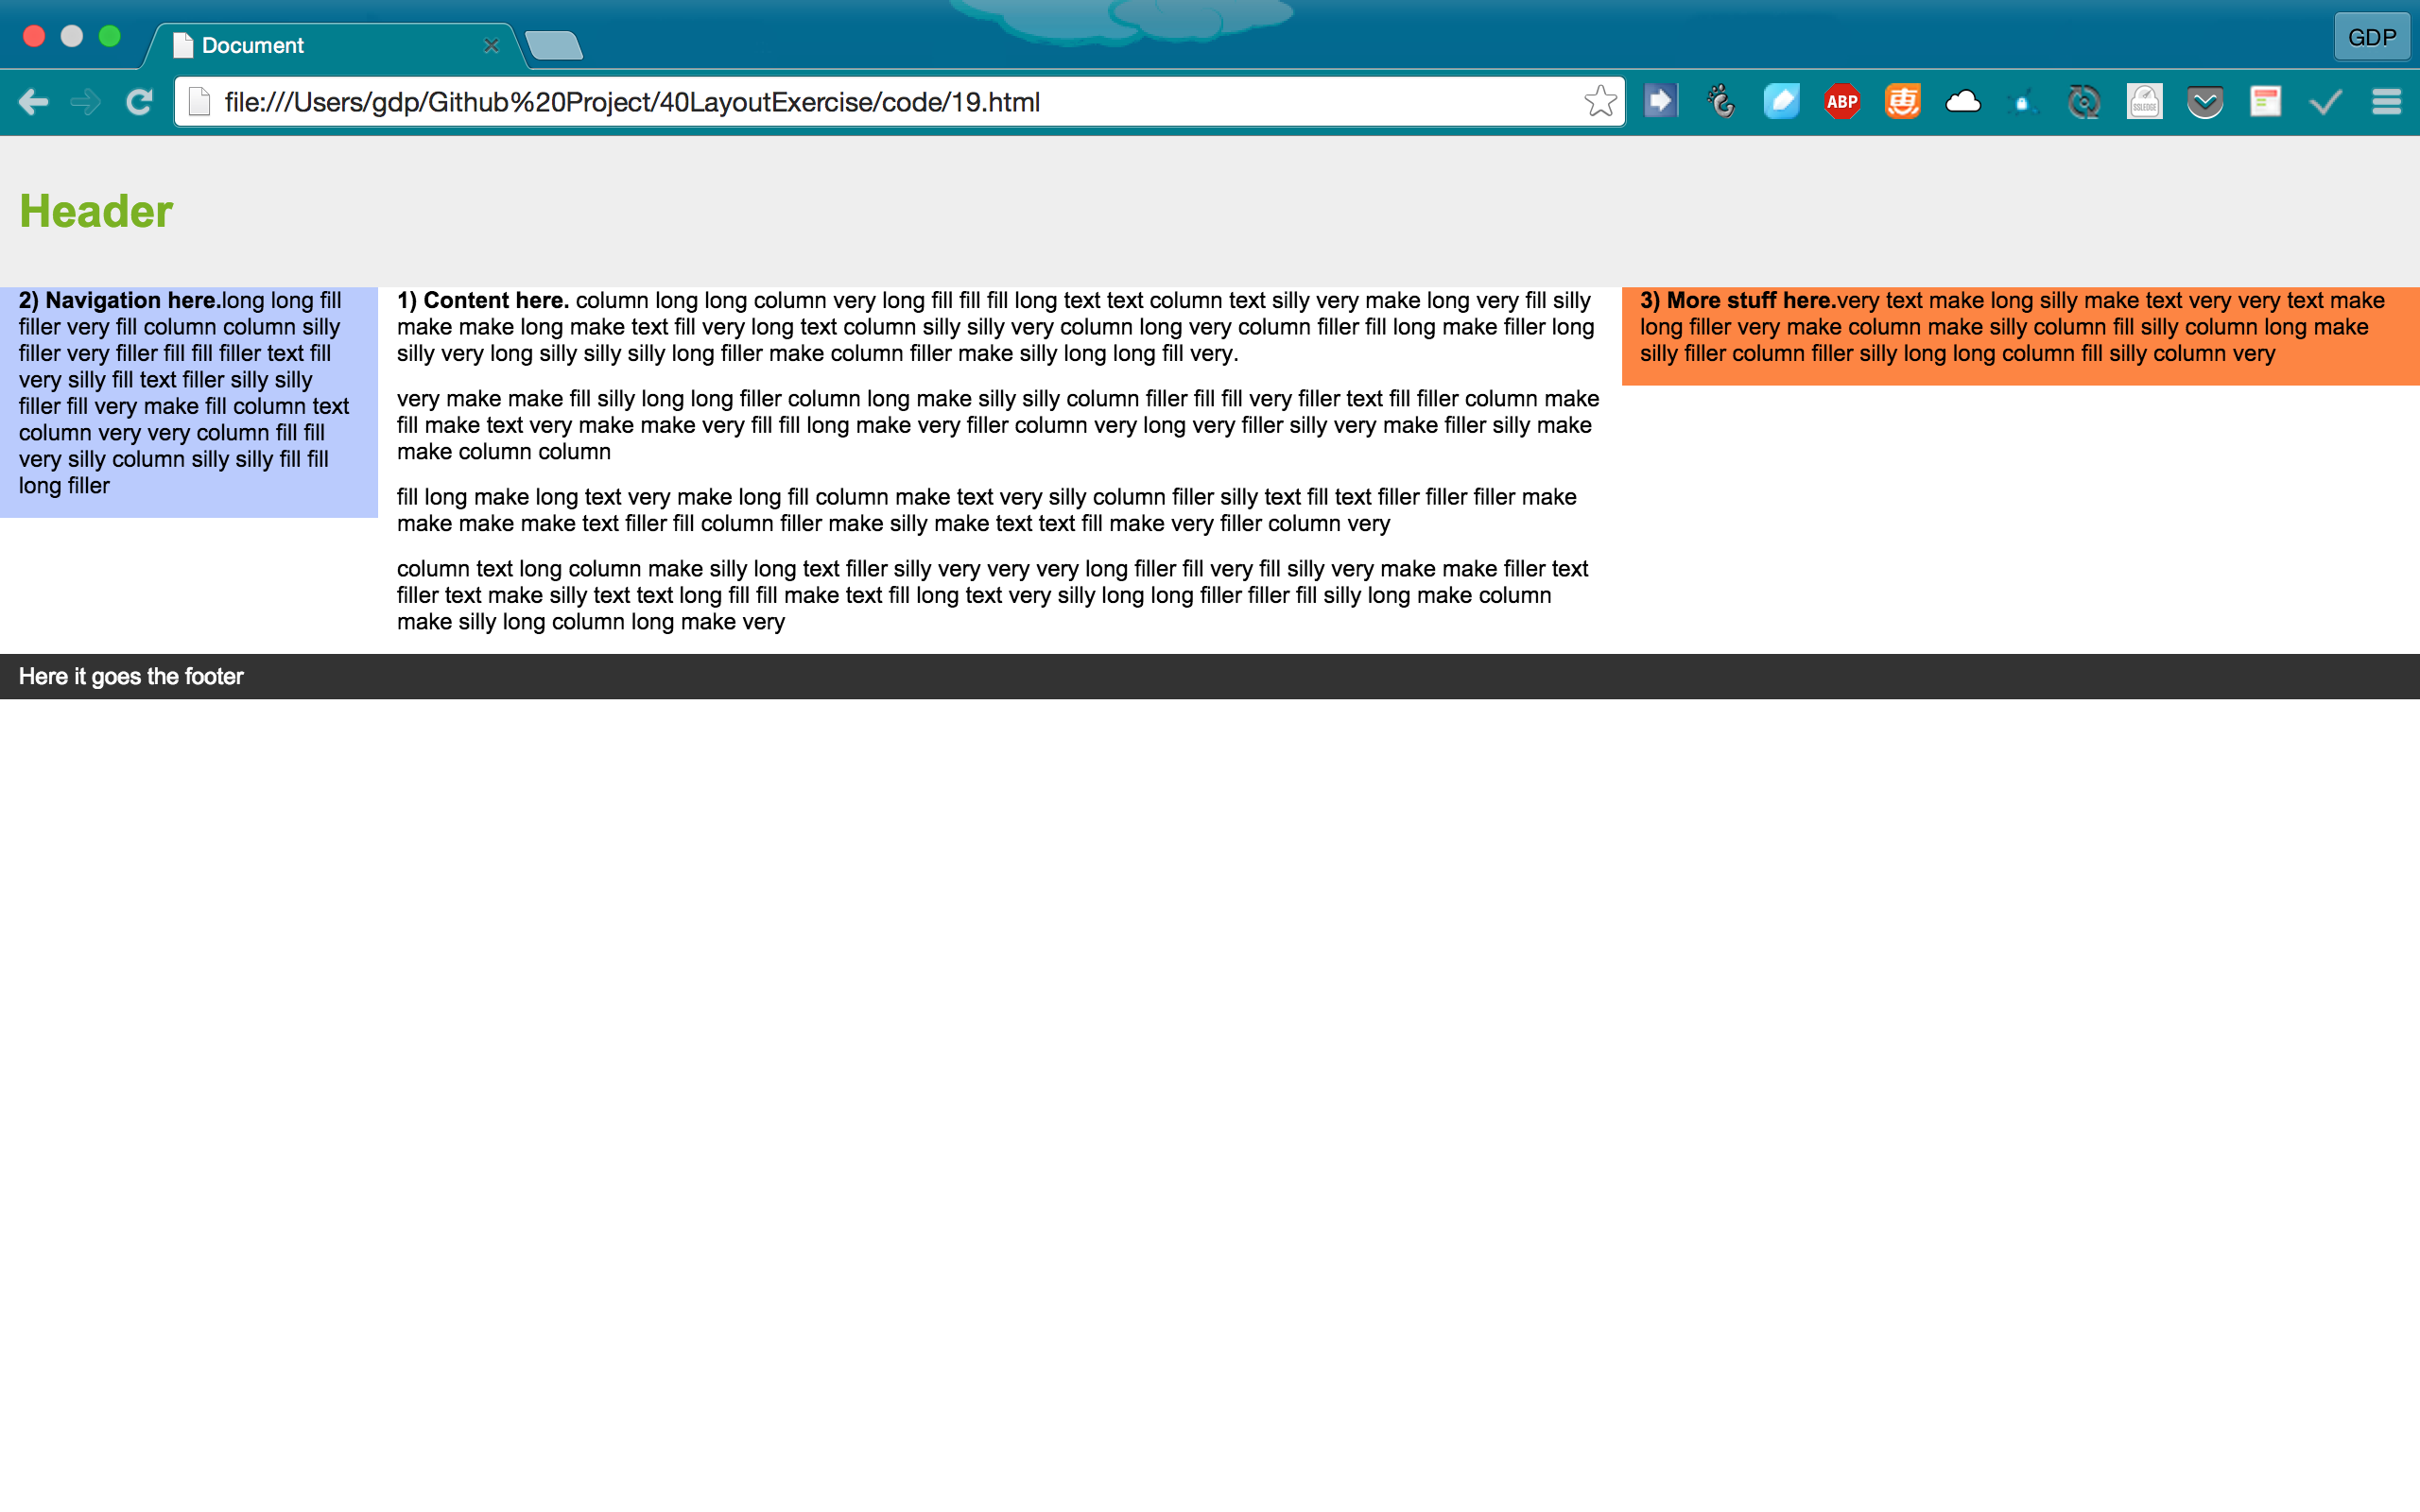 Document
GDP
file:///Users/gdp/Github%20Project/40LayoutExercise/code/19.html
ABP
惠
Header
2) Navigation here.long long fill
filler very fill column column silly
filler very filler fill fill filler text fill
very silly fill text filler silly silly
filler fill very make fill column text
column very very column fill fill
very silly column silly silly fill fill
long filler
1) Content here. column long long column very long fill fill fill long text text column text silly very make long very fill silly
make make long make text fill very long text column silly silly very column long very column filler fill long make filler long
silly very long silly silly silly long filler make column filler make silly long long fill very.
very make make fill silly long long filler column long make silly silly column filler fill fill very filler text fill filler column make
fill make text very make make very fill fill long make very filler column very long very filler silly very make filler silly make
make column column
fill long make long text very make long fill column make text very silly column filler silly text fill text filler filler filler make
make make make text filler fill column filler make silly make text text fill make very filler column very
column text long column make silly long text filler silly very very very long filler fill very fill silly very make make filler text
filler text make silly text text long fill fill make text fill long text very silly long long filler filler fill silly long make column
make silly long column long make very
3) More stuff here.very text make long silly make text very very text make
long filler very make column make silly column fill silly column long make
silly filler column filler silly long long column fill silly column very
Here it goes the footer